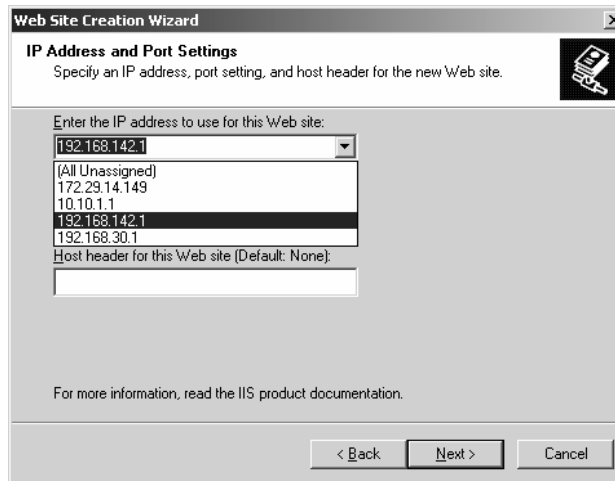 Web Site Creation Wizard
IP Address and Port Settings
Specify an IP address, port setting, and host header for the new Web site.
Enter the IP address to use for this Web site:
192.168.142.1
(All Unassigned)
172.29.14.149
10.10.1.1
192.168.142.1
192.168.30.1
Host header for this Web site (Default: None):
For more information, read the IIS product documentation.
< Back Next > Cancel